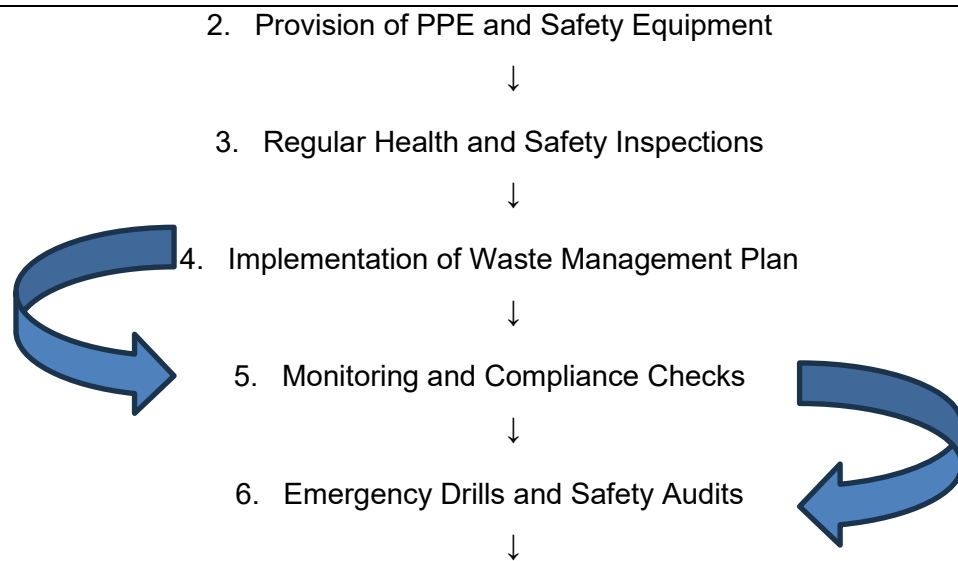 2. Provision of PPE and Safety Equipment
↓
3. Regular Health and Safety Inspections
↓
4. Implementation of Waste Management Plan
↓
5. Monitoring and Compliance Checks
↓
6. Emergency Drills and Safety Audits
↓